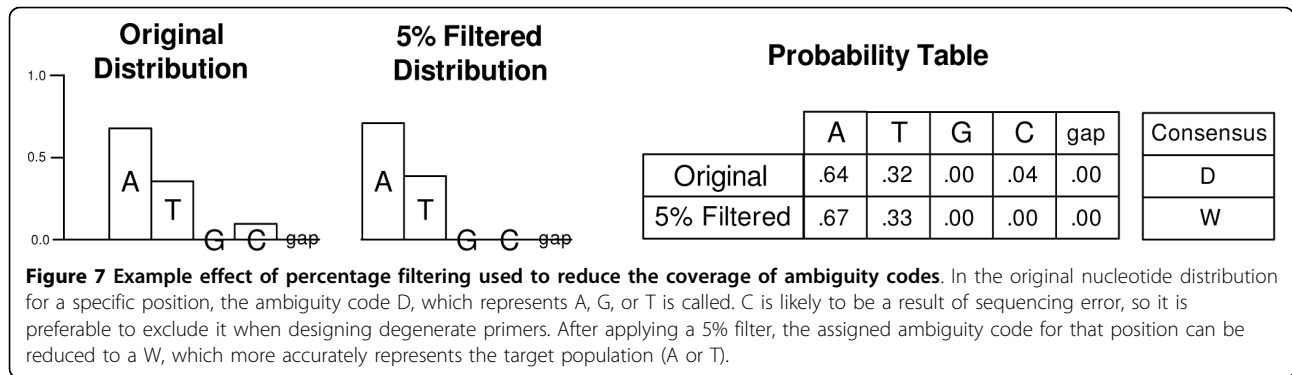 Original
Distribution
5% Filtered
Distribution
Probability Table
1.0
0.5
0.0
A
T
G
C
gap
A
T
G
C
gap
A T G C gap Consensus
Original .64 .32 .00 .04 .00 D
5% Filtered .67 .33 .00 .00 .00 W
Figure 7 Example effect of percentage filtering used to reduce the coverage of ambiguity codes. In the original nucleotide distribution
for a specific position, the ambiguity code D, which represents A, G, or T is called. C is likely to be a result of sequencing error, so it is
preferable to exclude it when designing degenerate primers. After applying a 5% filter, the assigned ambiguity code for that position can be
reduced to a W, which more accurately represents the target population (A or T).